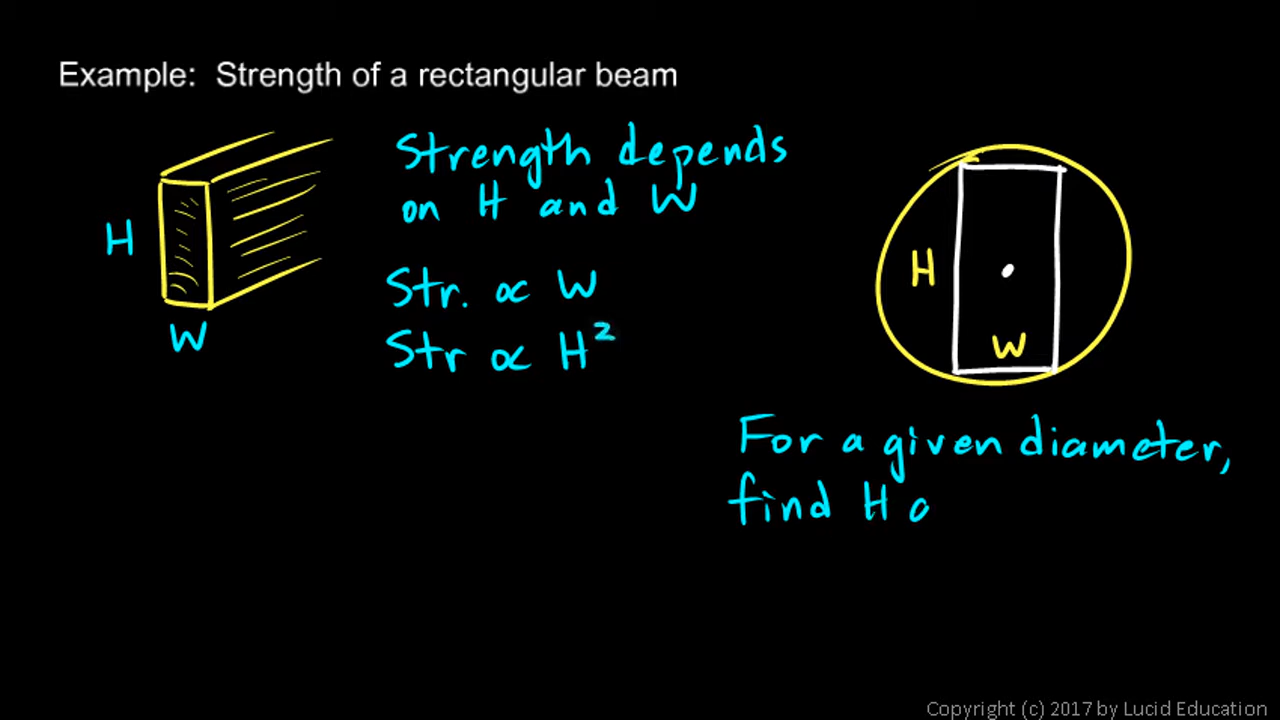 Example: Strength of a rectangular beam
H
W
Strength depends
on H and W
Str. ∝ W
Str ∝ H²
H
W
For a given diameter,
find H a
Copyright (c) 2017 by Lucid Education